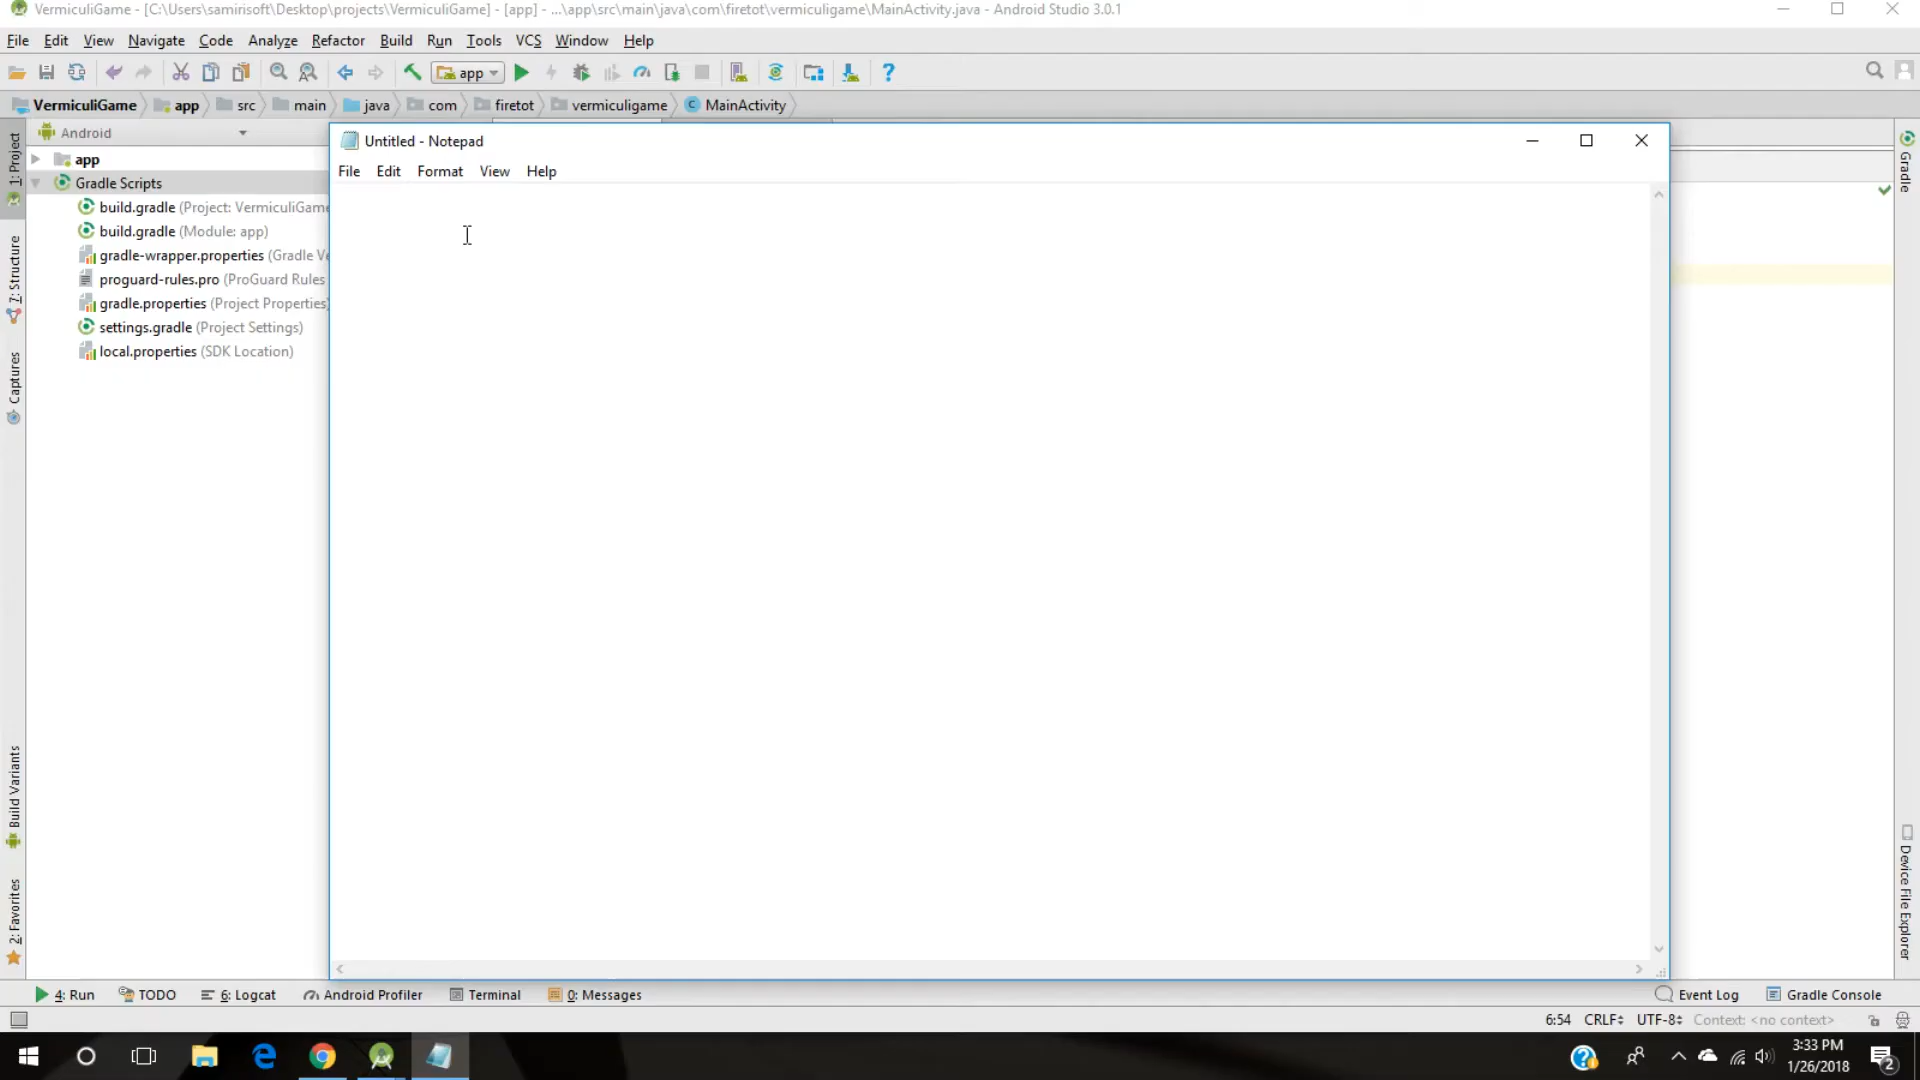 VermiculiGame - [C:\Users\samirisoft\Desktop\projects\VermiculiGame] - [app] - ...\app\src\main\java\com\firetot\vermiculigame\MainActivity.java - Android Studio 3.0.1
File Edit View Navigate Code Analyze Refactor Build Run Tools VCS Window Help
app
VermiculiGame app src main java com firetot vermiculigame MainActivity
Android
Untitled - Notepad
File Edit Format View Help
app
Gradle Scripts
build.gradle (Project: VermiculiGame
build.gradle (Module: app)
gradle-wrapper.properties (Gradle Ve
proguard-rules.pro (ProGuard Rules
gradle.properties (Project Properties)
settings.gradle (Project Settings)
local.properties (SDK Location)
1: Project
7: Structure
Captures
Build Variants
2: Favorites
Gradle
Device File Explorer
4: Run TODO 6: Logcat Android Profiler Terminal 0: Messages Event Log Gradle Console
6:54 CRLF UTF-8 Context: <no context>
3:33 PM
1/26/2018
2